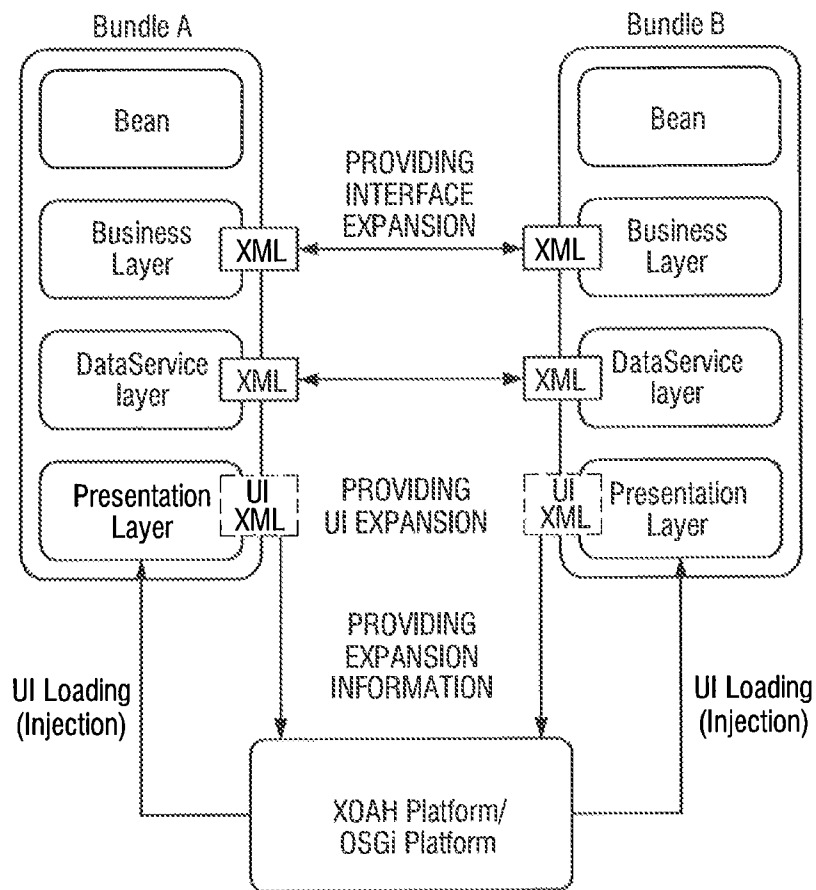 Bundle A
Bundle B
Bean
Bean
PROVIDING
INTERFACE
EXPANSION
Business
Layer
XML
XML
Business
Layer
DataService
layer
XML
XML
DataService
layer
Presentation
Layer
UI
XML
PROVIDING
UI EXPANSION
UI
XML
Presentation
Layer
PROVIDING
EXPANSION
INFORMATION
UI Loading
(Injection)
UI Loading
(Injection)
XOAH Platform/
OSGi Platform